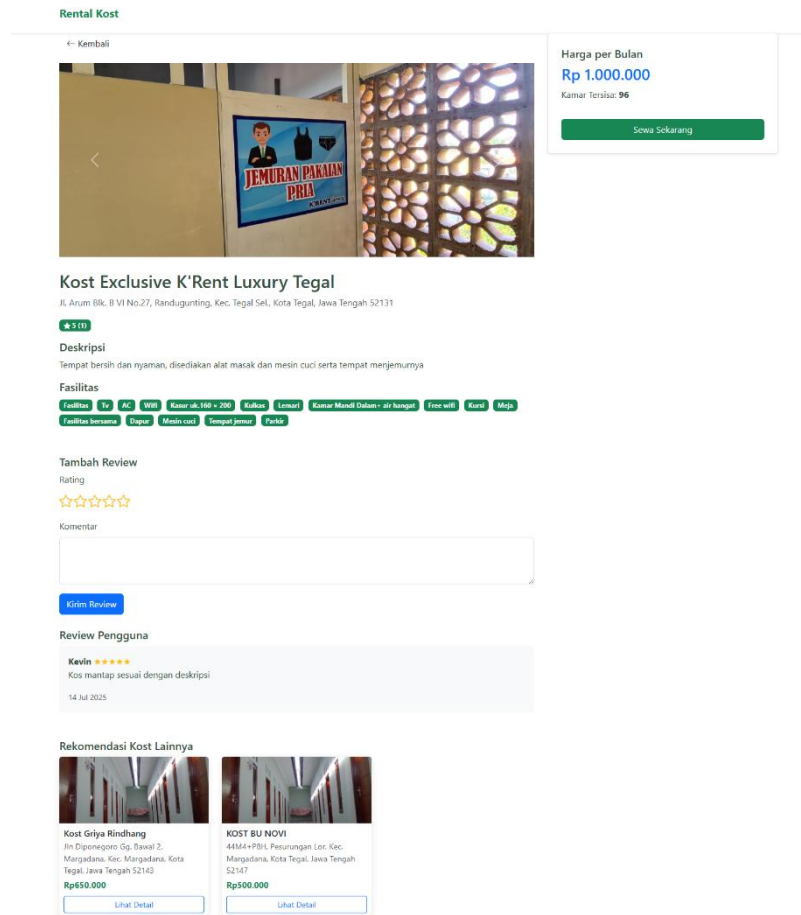 Rental Kost
← Kembali
Harga per Bulan
Rp 1.000.000
Kamar Tersisa: 96
Sewa Sekarang
JEMURAN PAKAIAN
PRIA
K'RENT
Kost Exclusive K'Rent Luxury Tegal
Jl. Arum Blk. B VI No.27, Randugunting, Kec. Tegal Sel., Kota Tegal, Jawa Tengah 52131
★ 5 (1)
Deskripsi
Tempat bersih dan nyaman, disediakan alat masak dan mesin cuci serta tempat menjemurnya
Fasilitas
Fasilitas Tv AC Wifi Kasur uk.160 × 200 Kulkas Lemari Kamar Mandi Dalam+ air hangat Free wifi Kursi Meja
Fasilitas bersama Dapur Mesin cuci Tempat jemur Parkir
Tambah Review
Rating
Komentar
Kirim Review
Review Pengguna
Kevin ★★★★★
Kos mantap sesuai dengan deskripsi
14 Jul 2025
Rekomendasi Kost Lainnya
Kost Griya Rindhang
Jln Diponegoro Gg. Bawal 2,
Margadana, Kec. Margadana, Kota
Tegal, Jawa Tengah 52143
Rp650.000
Lihat Detail
KOST BU NOVI
44M4+P8H, Pesurungan Lor, Kec.
Margadana, Kota Tegal, Jawa Tengah
52147
Rp500.000
Lihat Detail